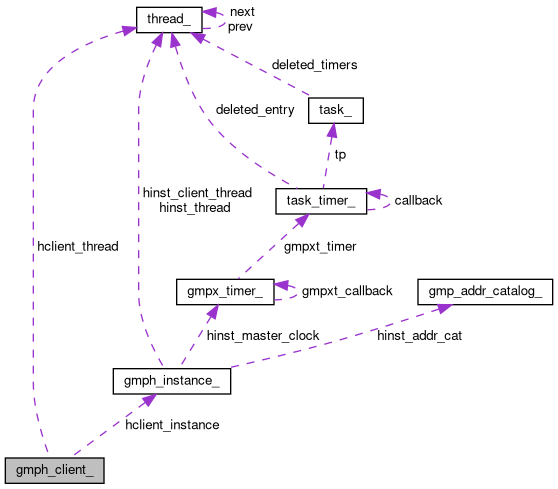 thread_
next
prev
deleted_timers
task_
deleted_entry
tp
hinst_client_thread
hinst_thread
task_timer_
callback
hclient_thread
gmpxt_timer
gmpx_timer_
gmpxt_callback
gmp_addr_catalog_
hinst_master_clock
hinst_addr_cat
gmph_instance_
hclient_instance
gmph_client_